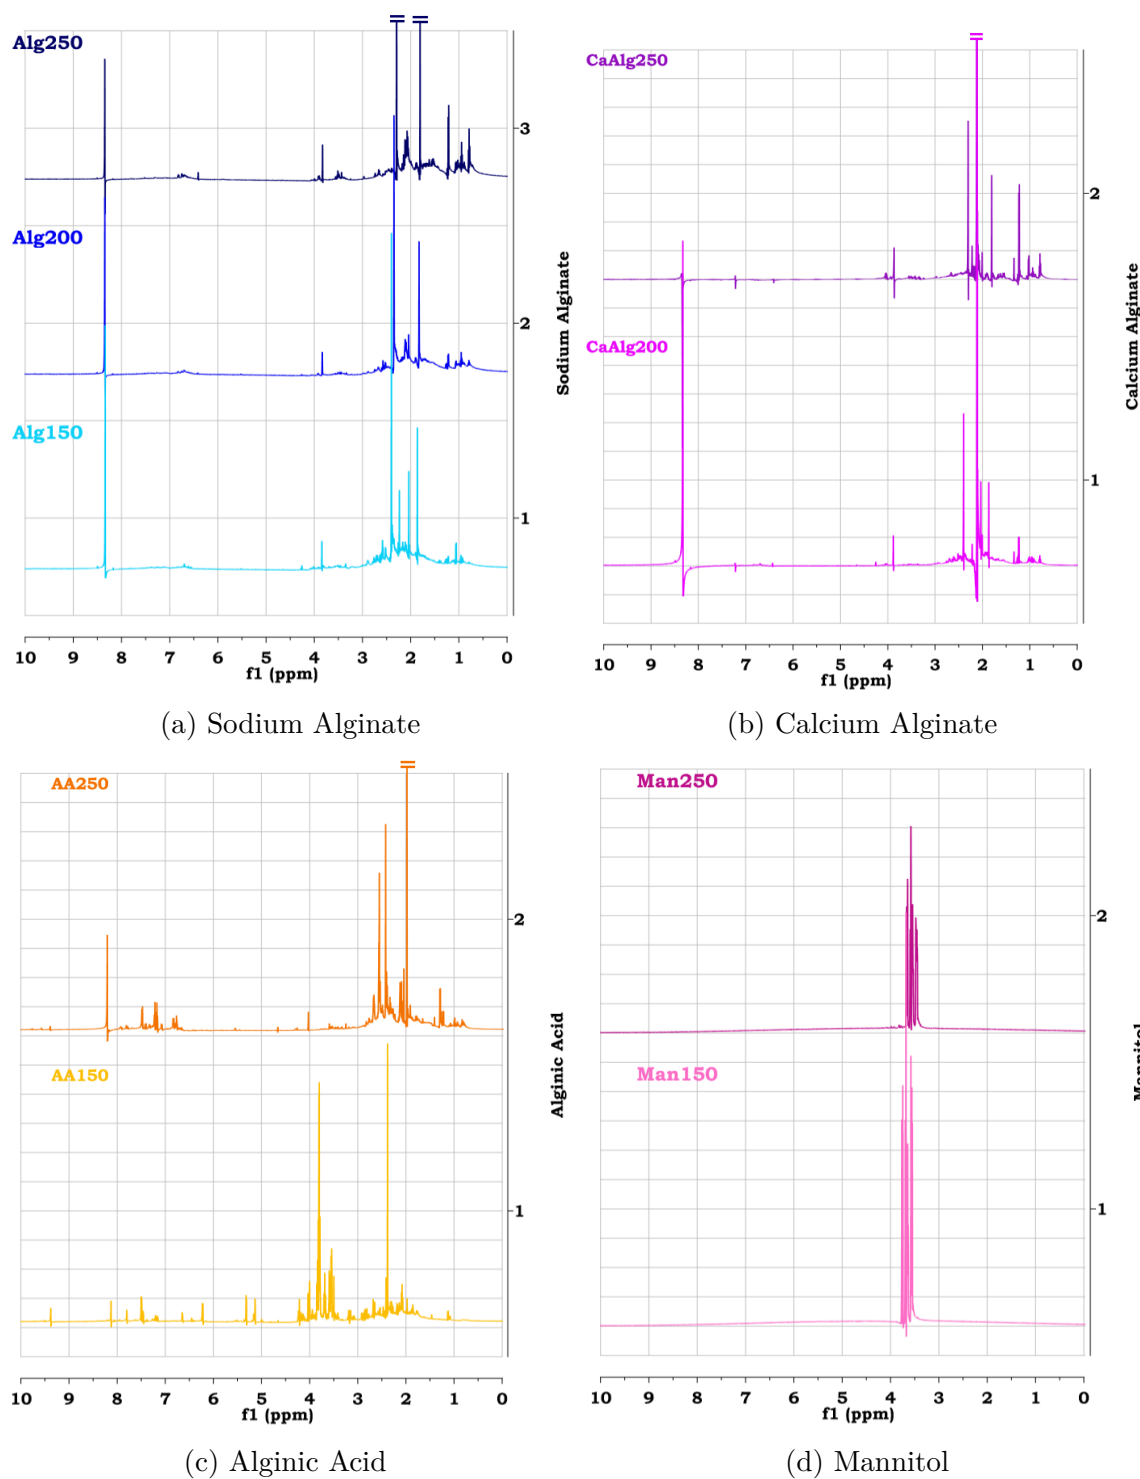 Alg250
3
Alg200
2
Alg150
1
Sodium Alginate
10 9 8 7 6 5 4 3 2 1 0
f1 (ppm)
(a) Sodium Alginate
CaAlg250
2
CaAlg200
1
Calcium Alginate
10 9 8 7 6 5 4 3 2 1 0
f1 (ppm)
(b) Calcium Alginate
AA250
2
AA150
1
Alginic Acid
10 9 8 7 6 5 4 3 2 1 0
f1 (ppm)
(c) Alginic Acid
Man250
2
Man150
1
Mannitol
10 9 8 7 6 5 4 3 2 1 0
f1 (ppm)
(d) Mannitol